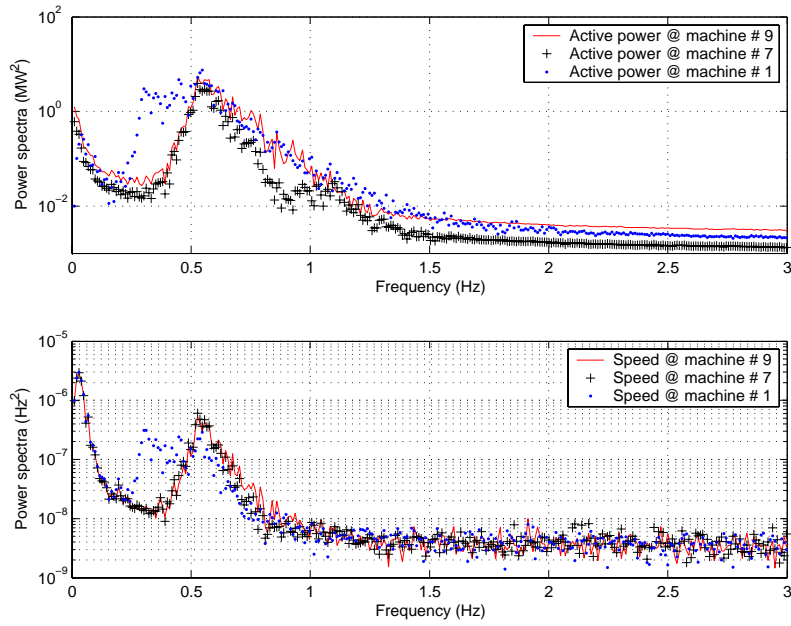 10^2
10^0
10^-2
Power spectra (MW^2)
Active power @ machine # 9
Active power @ machine # 7
Active power @ machine # 1
0 0.5 1 1.5 2 2.5 3
Frequency (Hz)
10^-5
10^-6
10^-7
10^-8
10^-9
Power spectra (Hz^2)
Speed @ machine # 9
Speed @ machine # 7
Speed @ machine # 1
0 0.5 1 1.5 2 2.5 3
Frequency (Hz)